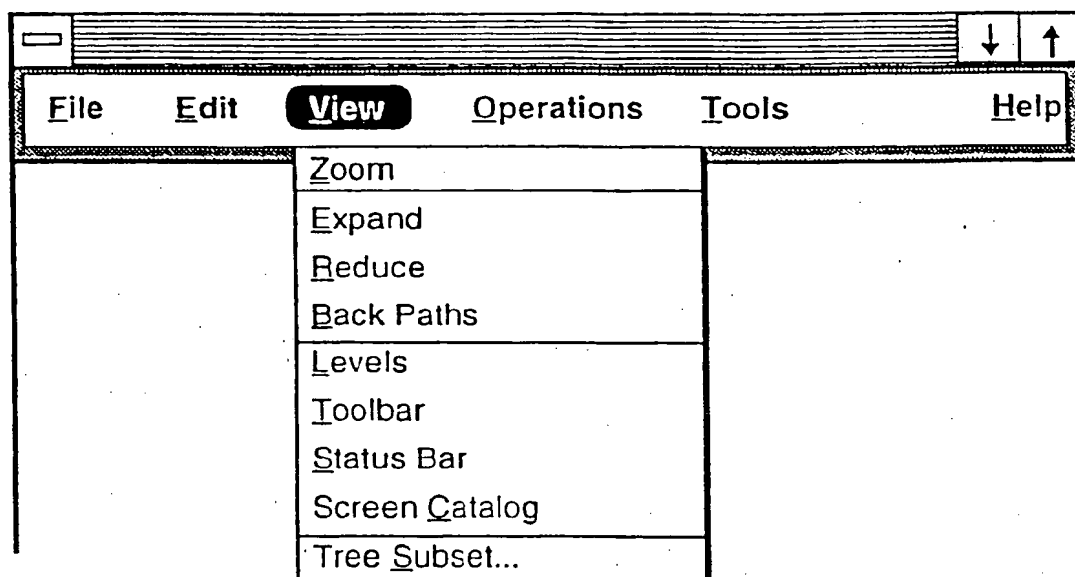 File Edit View Operations Tools Help
Zoom
Expand
Reduce
Back Paths
Levels
Toolbar
Status Bar
Screen Catalog
Tree Subset...